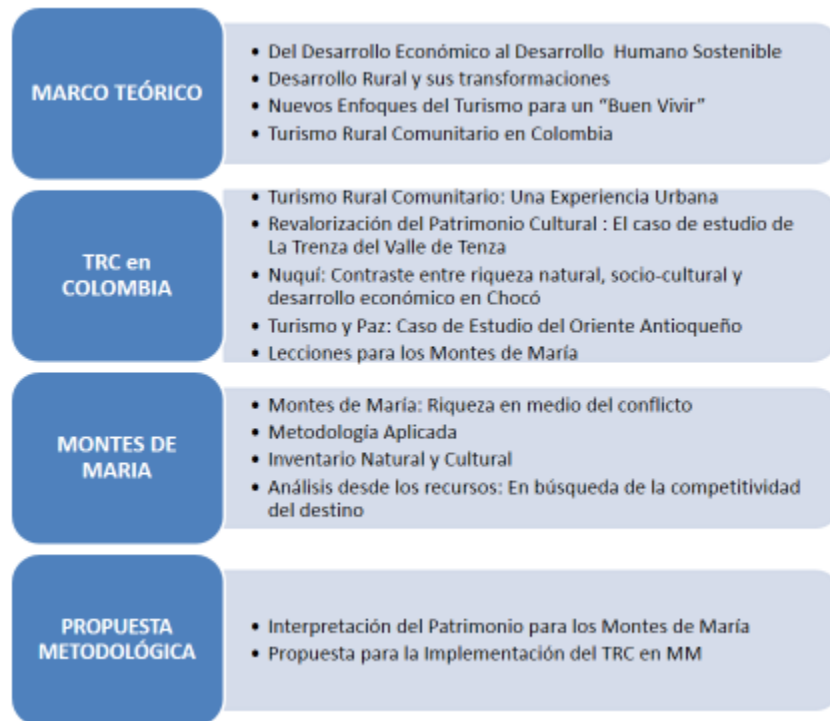 MARCO TEÓRICO
• Del Desarrollo Económico al Desarrollo Humano Sostenible
• Desarrollo Rural y sus transformaciones
• Nuevos Enfoques del Turismo para un “Buen Vivir”
• Turismo Rural Comunitario en Colombia
TRC en
COLOMBIA
• Turismo Rural Comunitario: Una Experiencia Urbana
• Revalorización del Patrimonio Cultural : El caso de estudio de
La Trenza del Valle de Tenza
• Nuquí: Contraste entre riqueza natural, socio-cultural y
desarrollo económico en Chocó
• Turismo y Paz: Caso de Estudio del Oriente Antioqueño
• Lecciones para los Montes de María
MONTES DE
MARIA
• Montes de María: Riqueza en medio del conflicto
• Metodología Aplicada
• Inventario Natural y Cultural
• Análisis desde los recursos: En búsqueda de la competitividad
del destino
PROPUESTA
METODOLÓGICA
• Interpretación del Patrimonio para los Montes de María
• Propuesta para la Implementación del TRC en MM